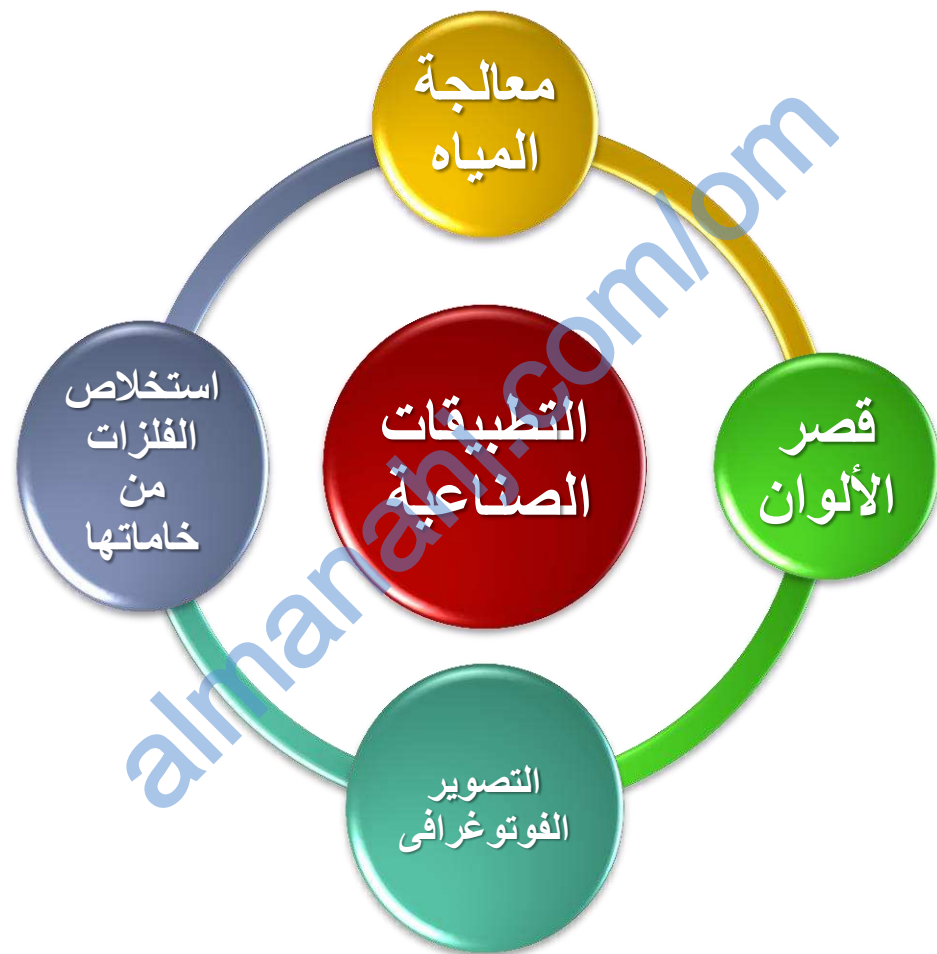 معالجة
المياه
قصر
الألوان
التطبيقات
الصناعية
استخلاص
الفلزات
من
خاماتها
التصوير
الفوتوغرافى
almanahj.com/om